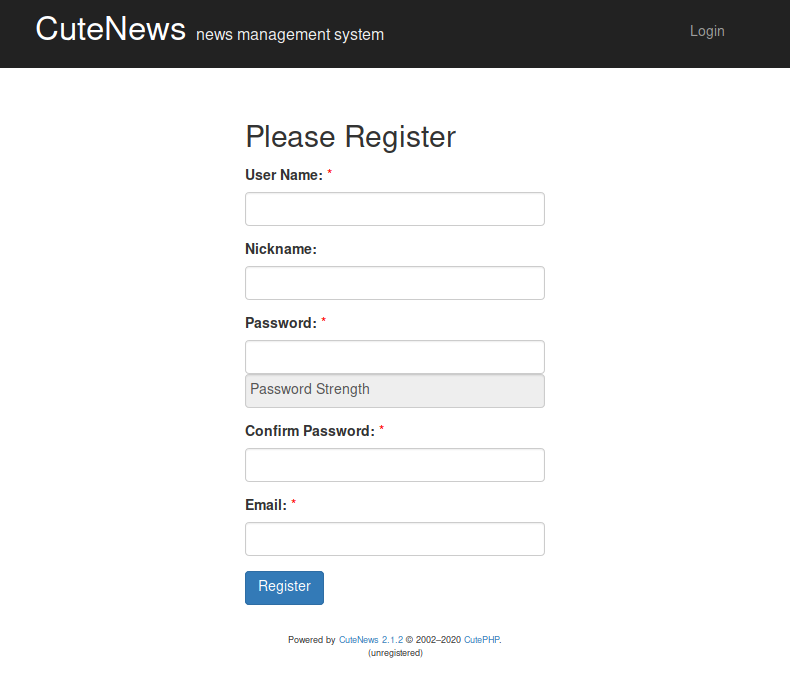 CuteNews news management system Login
Please Register
User Name: *
Nickname:
Password: *
Password Strength
Confirm Password: *
Email: *
Register
Powered by CuteNews 2.1.2 © 2002–2020 CutePHP.
(unregistered)